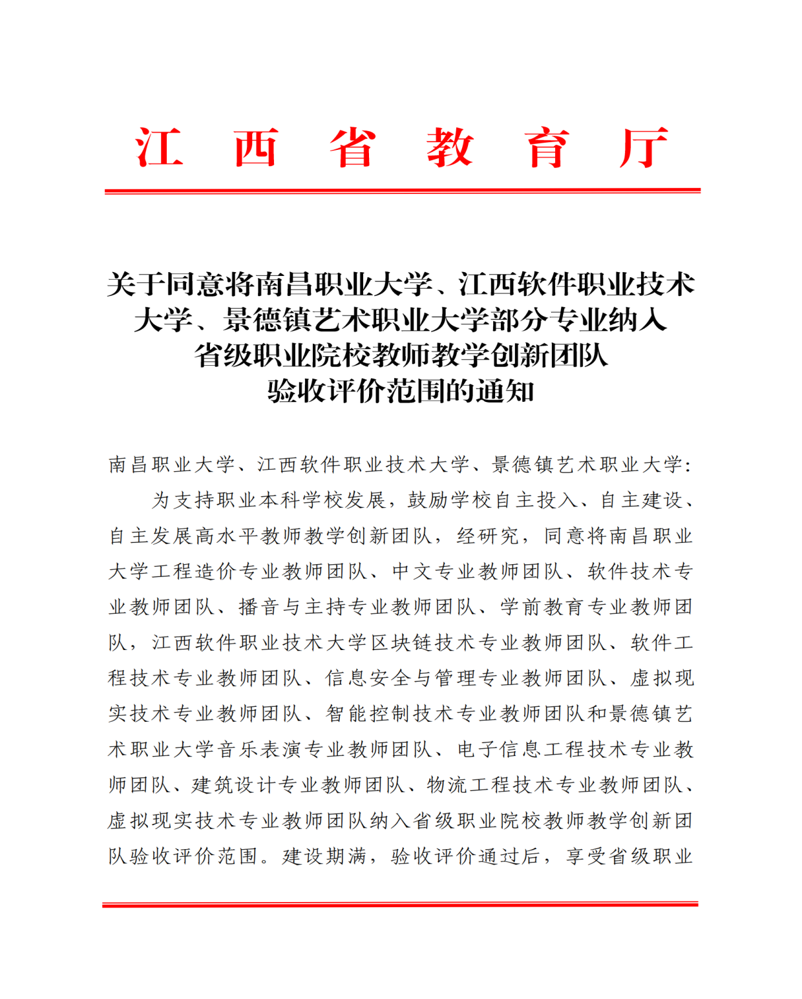 江西省教育厅
关于同意将南昌职业大学、江西软件职业技术
大学、景德镇艺术职业大学部分专业纳入
省级职业院校教师教学创新团队
验收评价范围的通知
南昌职业大学、江西软件职业技术大学、景德镇艺术职业大学：
为支持职业本科学校发展，鼓励学校自主投入、自主建设、
自主发展高水平教师教学创新团队，经研究，同意将南昌职业
大学工程造价专业教师团队、中文专业教师团队、软件技术专
业教师团队、播音与主持专业教师团队、学前教育专业教师团
队，江西软件职业技术大学区块链技术专业教师团队、软件工
程技术专业教师团队、信息安全与管理专业教师团队、虚拟现
实技术专业教师团队、智能控制技术专业教师团队和景德镇艺
术职业大学音乐表演专业教师团队、电子信息工程技术专业教
师团队、建筑设计专业教师团队、物流工程技术专业教师团队、
虚拟现实技术专业教师团队纳入省级职业院校教师教学创新团
队验收评价范围。建设期满，验收评价通过后，享受省级职业